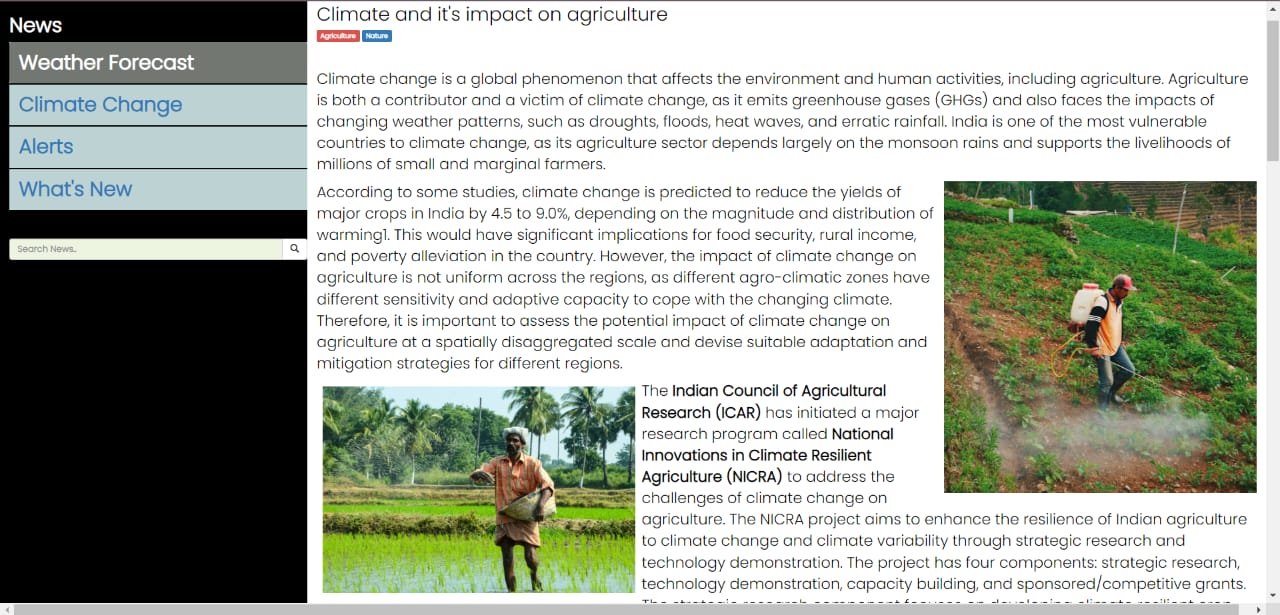 News
Weather Forecast
Climate Change
Alerts
What's New
Search News..
Climate and it's impact on agriculture
Agriculture Nature
Climate change is a global phenomenon that affects the environment and human activities, including agriculture. Agriculture
is both a contributor and a victim of climate change, as it emits greenhouse gases (GHGs) and also faces the impacts of
changing weather patterns, such as droughts, floods, heat waves, and erratic rainfall. India is one of the most vulnerable
countries to climate change, as its agriculture sector depends largely on the monsoon rains and supports the livelihoods of
millions of small and marginal farmers.
According to some studies, climate change is predicted to reduce the yields of
major crops in India by 4.5 to 9.0%, depending on the magnitude and distribution of
warming1. This would have significant implications for food security, rural income,
and poverty alleviation in the country. However, the impact of climate change on
agriculture is not uniform across the regions, as different agro-climatic zones have
different sensitivity and adaptive capacity to cope with the changing climate.
Therefore, it is important to assess the potential impact of climate change on
agriculture at a spatially disaggregated scale and devise suitable adaptation and
mitigation strategies for different regions.
The Indian Council of Agricultural
Research (ICAR) has initiated a major
research program called National
Innovations in Climate Resilient
Agriculture (NICRA) to address the
challenges of climate change on
agriculture. The NICRA project aims to enhance the resilience of Indian agriculture
to climate change and climate variability through strategic research and
technology demonstration. The project has four components: strategic research,
technology demonstration, capacity building, and sponsored/competitive grants.